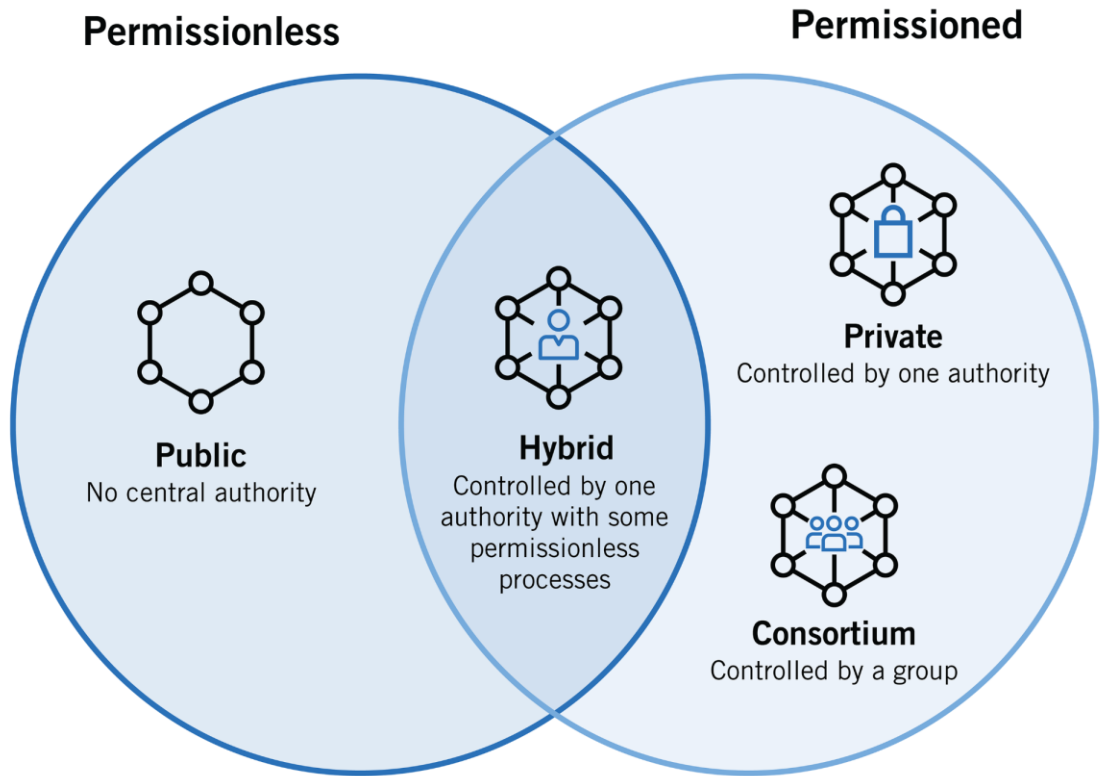 Permissionless
Permissioned
Public
No central authority
Hybrid
Controlled by one
authority with some
permissionless
processes
Private
Controlled by one authority
Consortium
Controlled by a group